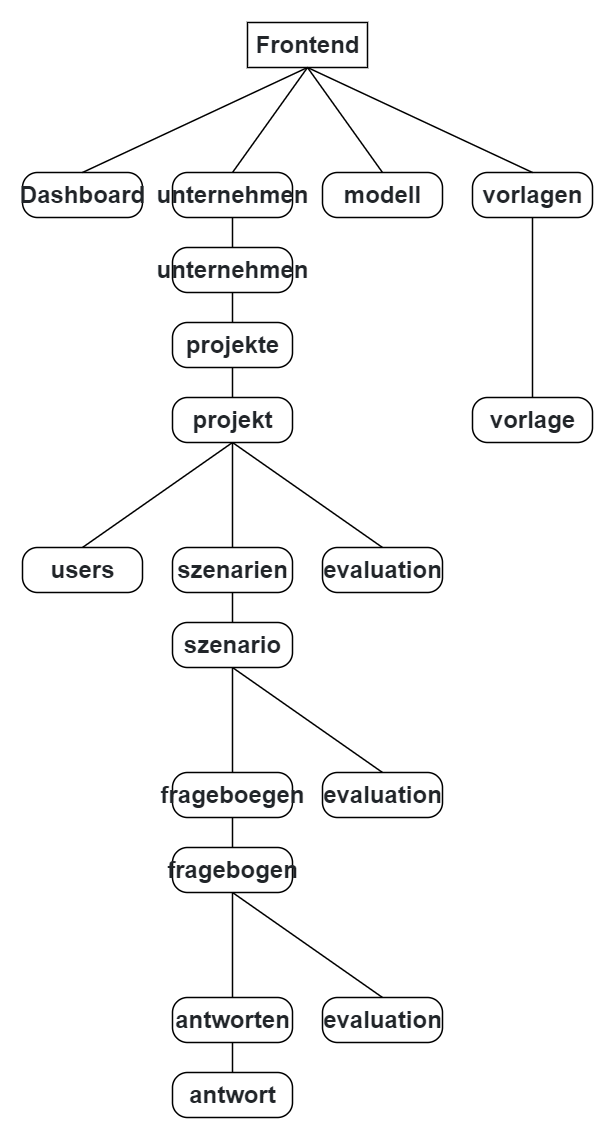 Frontend
Dashboard
unternehmen
modell
vorlagen
unternehmen
projekte
projekt
vorlage
users
szenarien
evaluation
szenario
frageboegen
evaluation
fragebogen
antworten
evaluation
antwort